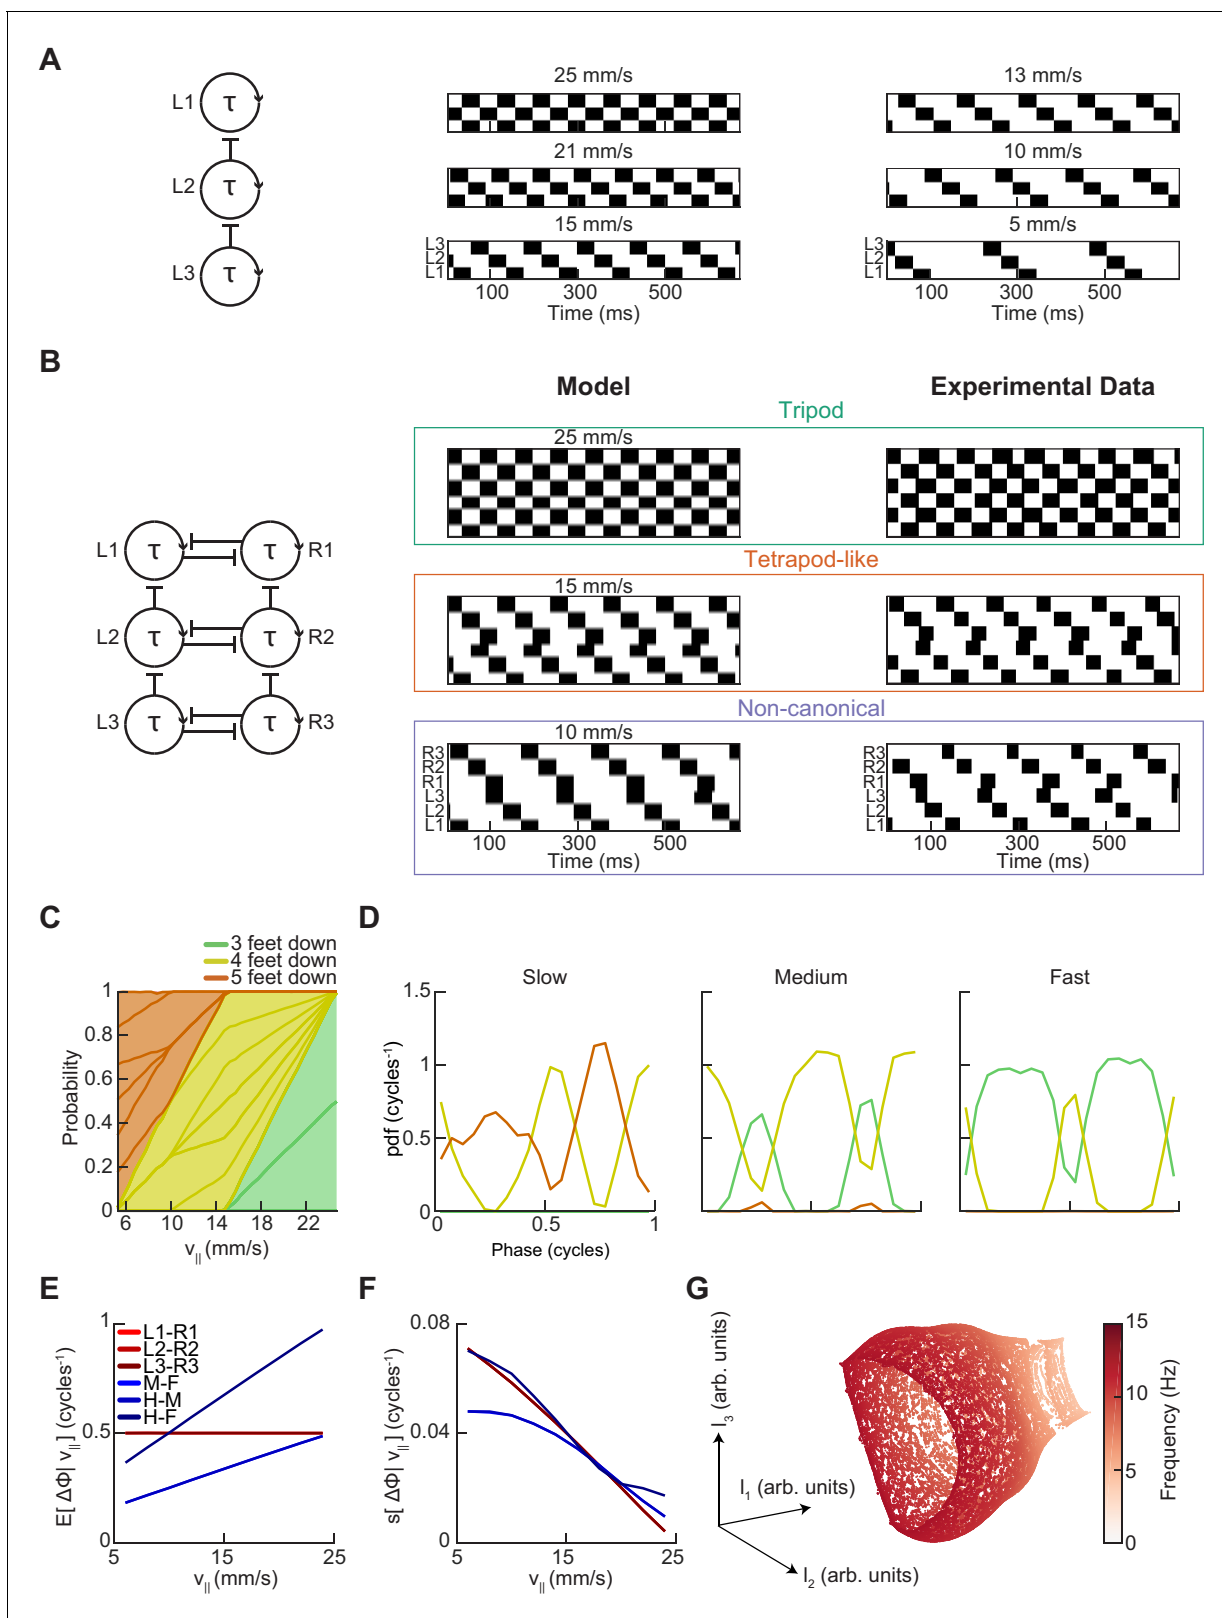 A
L1
τ
L2
τ
L3
τ
25 mm/s
13 mm/s
21 mm/s
10 mm/s
15 mm/s
5 mm/s
L3
L2
L1
100 300 500
Time (ms)
L3
L2
L1
100 300 500
Time (ms)
B
Model
Experimental Data
Tripod
25 mm/s
L1 τ τ R1
L2 τ τ R2
L3 τ τ R3
Tetrapod-like
15 mm/s
Non-canonical
10 mm/s
R3
R2
R1
L3
L2
L1
100 300 500
Time (ms)
R3
R2
R1
L3
L2
L1
100 300 500
Time (ms)
C
3 feet down
4 feet down
5 feet down
Probability
1
0.8
0.6
0.4
0.2
0
6 10 14 18 22
v|| (mm/s)
D
Slow
Medium
Fast
pdf (cycles⁻¹)
1.5
1
0.5
0
0 0.5 1
Phase (cycles)
E
E[ ΔΦ| v||] (cycles⁻¹)
1
0.5
0
L1-R1
L2-R2
L3-R3
M-F
H-M
H-F
5 15 25
v|| (mm/s)
F
s[ ΔΦ| v||] (cycles⁻¹)
0.08
0.04
0
5 15 25
v|| (mm/s)
G
I3 (arb. units)
I1 (arb. units)
I2 (arb. units)
15
10
5
0
Frequency (Hz)